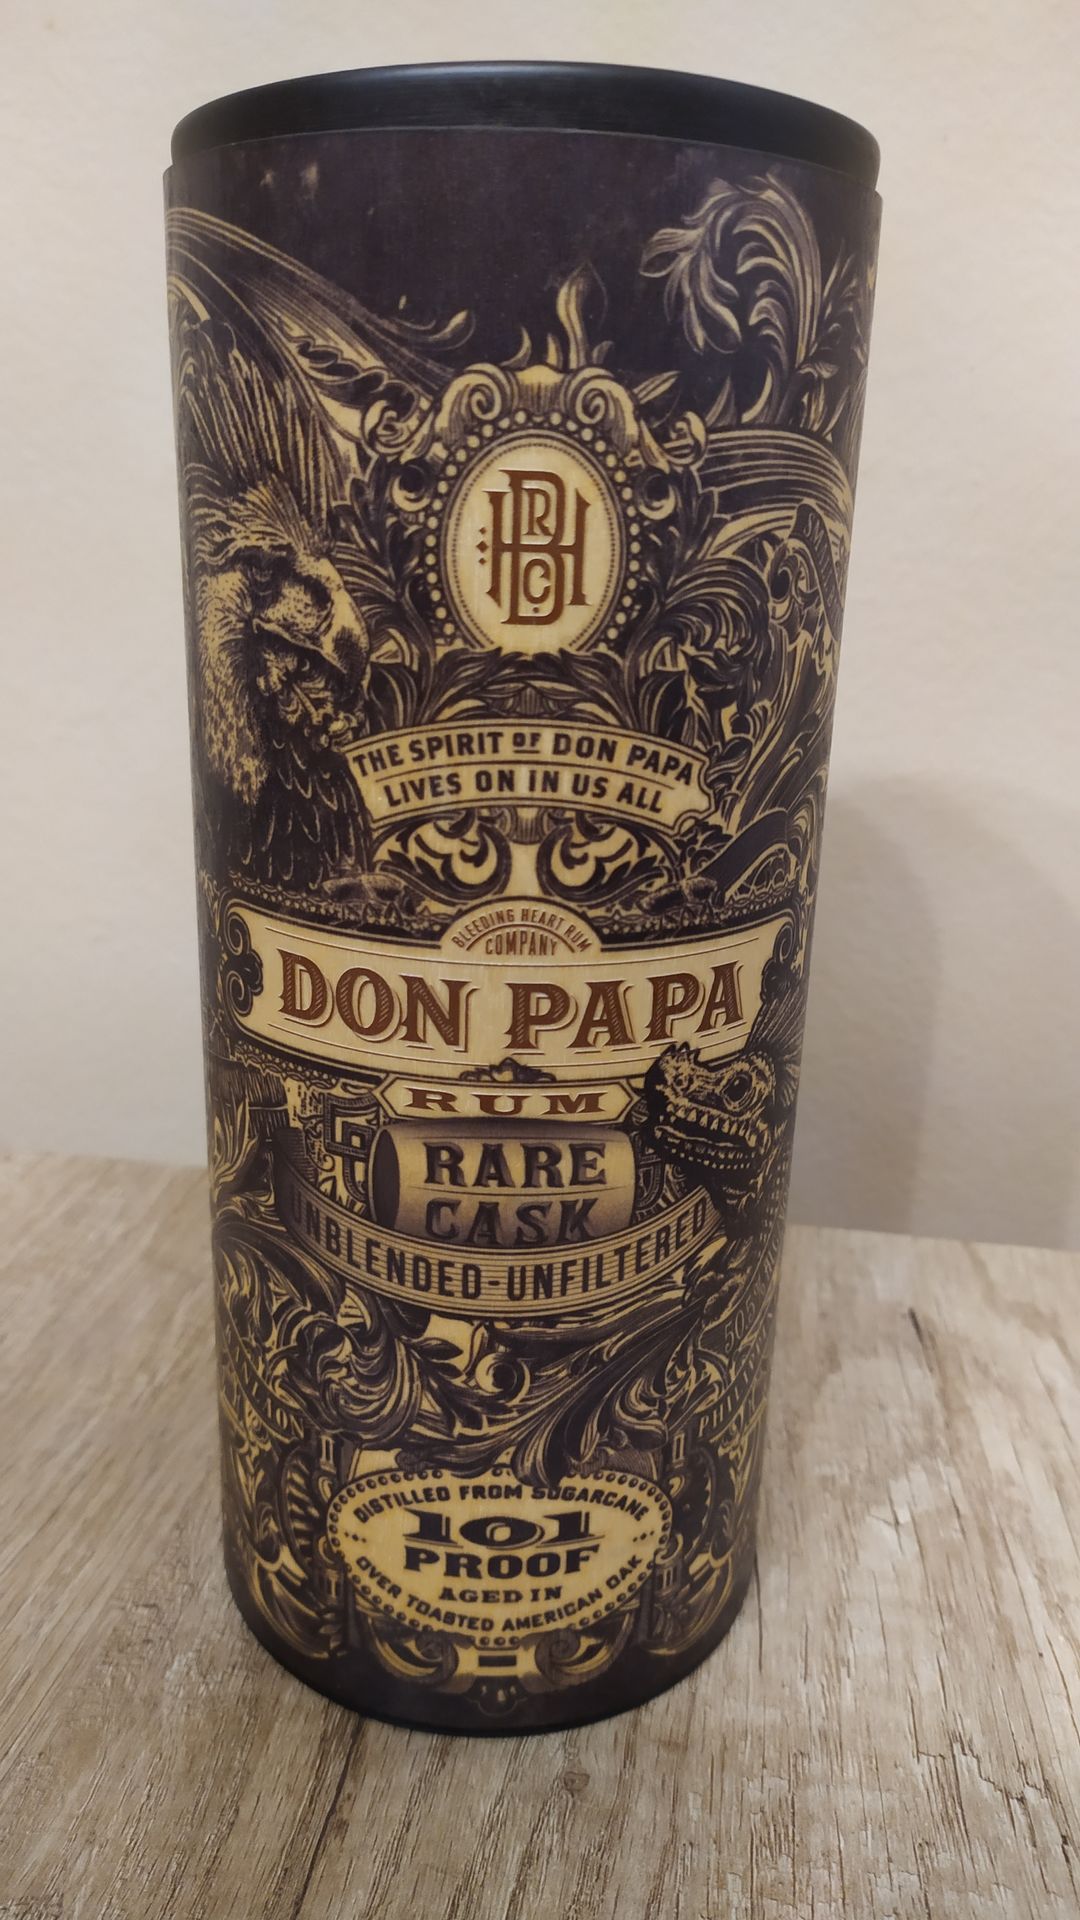 BHRC
THE SPIRIT OF DON PAPA
LIVES ON IN US ALL
BLEEDING HEART RUM
COMPANY
DON PAPA
RUM
RARE
CASK
UNBLENDED-UNFILTERED
DISTILLED FROM SUGARCANE
101
PROOF
AGED IN
OVER TOASTED AMERICAN OAK